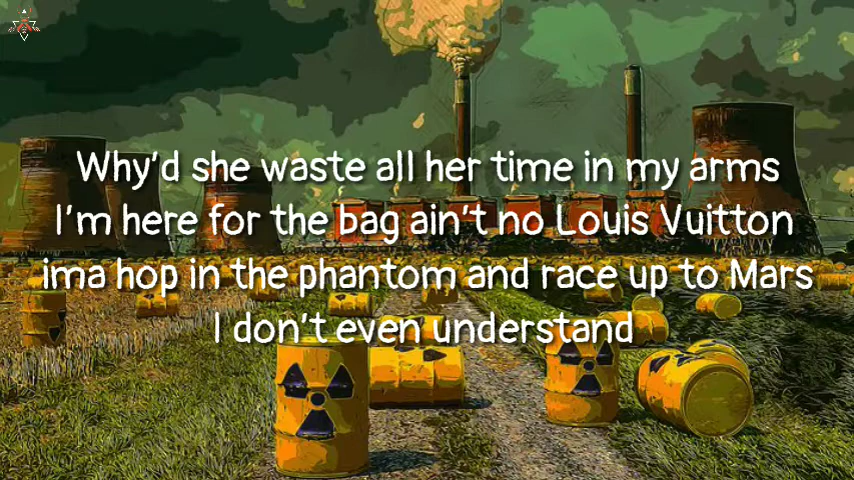 Why'd she waste all her time in my arms
I'm here for the bag ain't no Louis Vuitton
ima hop in the phantom and race up to Mars
I don't even understand